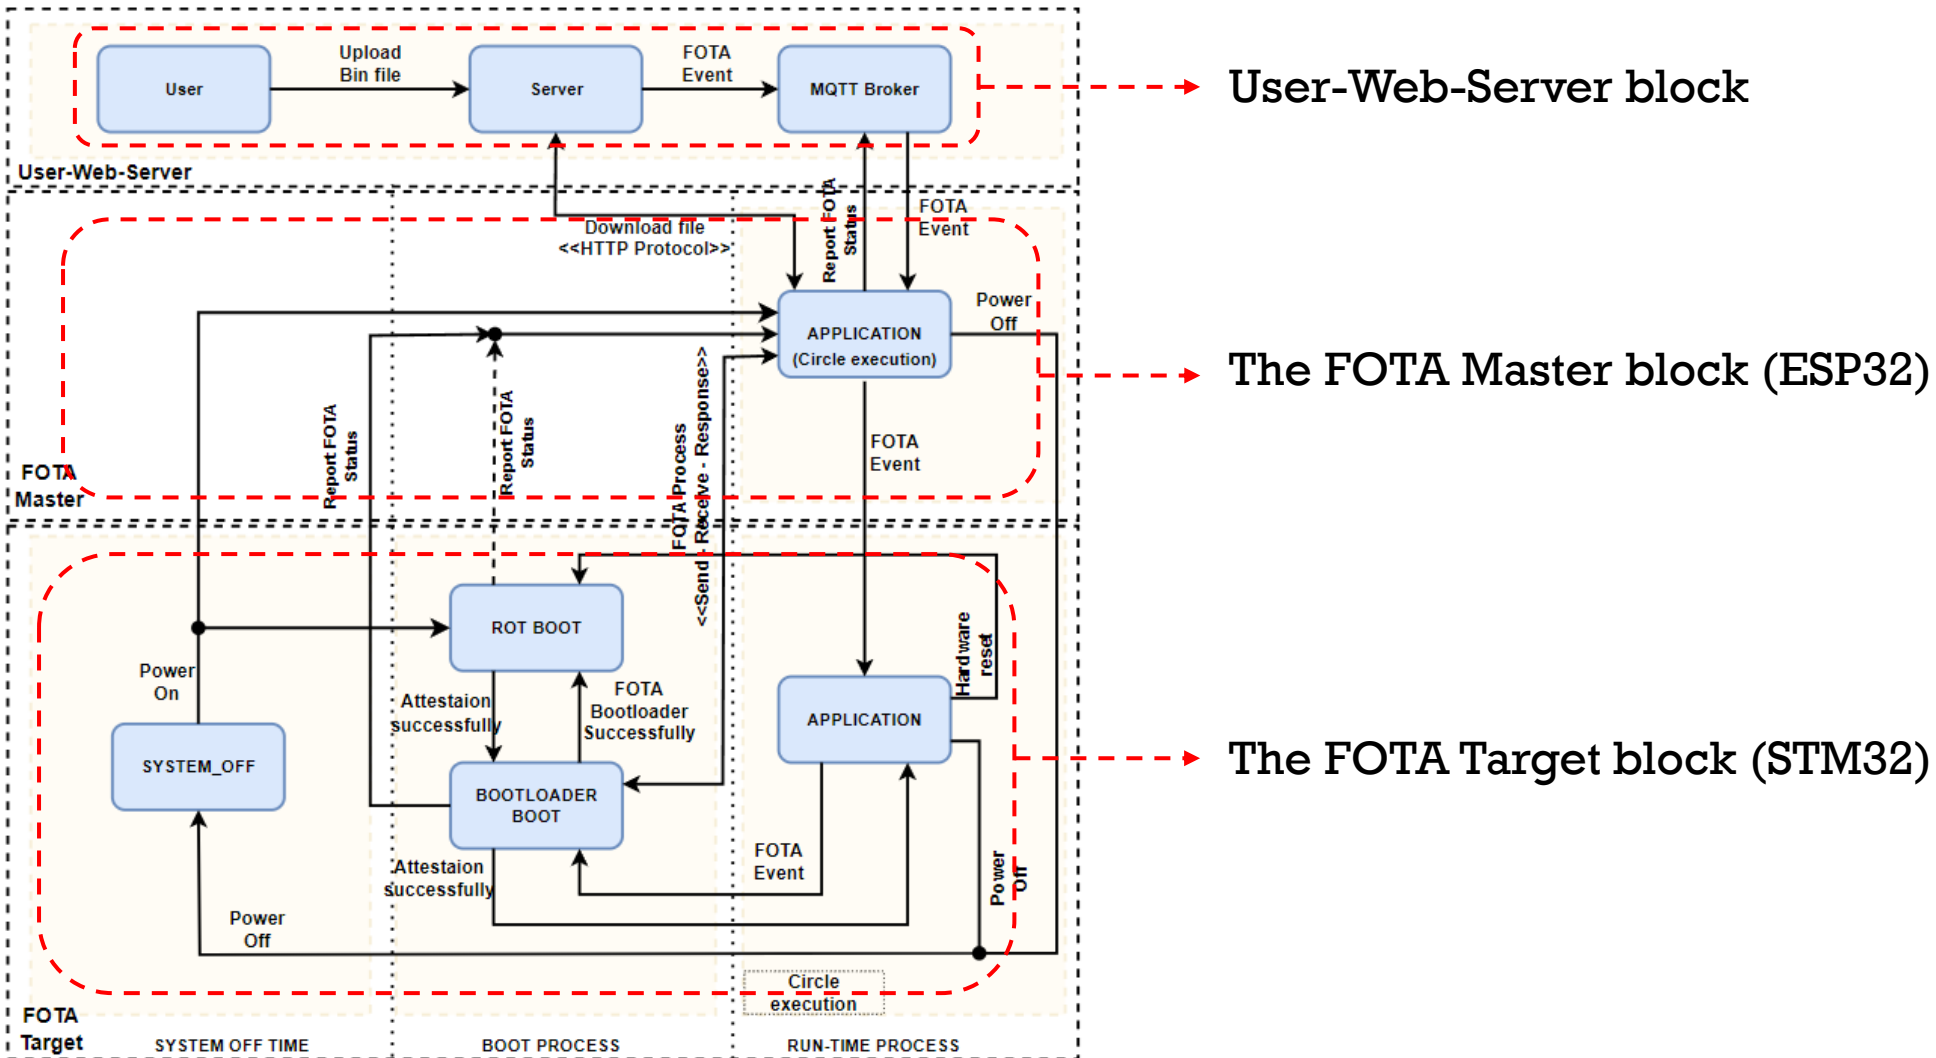 Upload
Bin file
FOTA
Event
User
Server
MQTT Broker
User-Web-Server block
User-Web-Server
Report FOTA
Status
FOTA
Event
Download file
<<HTTP Protocol>>
Power
Off
APPLICATION
(Circle execution)
The FOTA Master block (ESP32)
Report FOTA
Status
Report FOTA
Status
FOTA Process
<<Send - Receive - Response>>
FOTA
Event
FOTA
Master
ROT BOOT
Hardware
reset
Power
On
Attestaion
successfully
FOTA
Bootloader
Successfully
APPLICATION
SYSTEM_OFF
The FOTA Target block (STM32)
BOOTLOADER
BOOT
FOTA
Event
Attestaion
successfully
Power
Off
Power
Off
Circle
execution
FOTA
Target
SYSTEM OFF TIME
BOOT PROCESS
RUN-TIME PROCESS